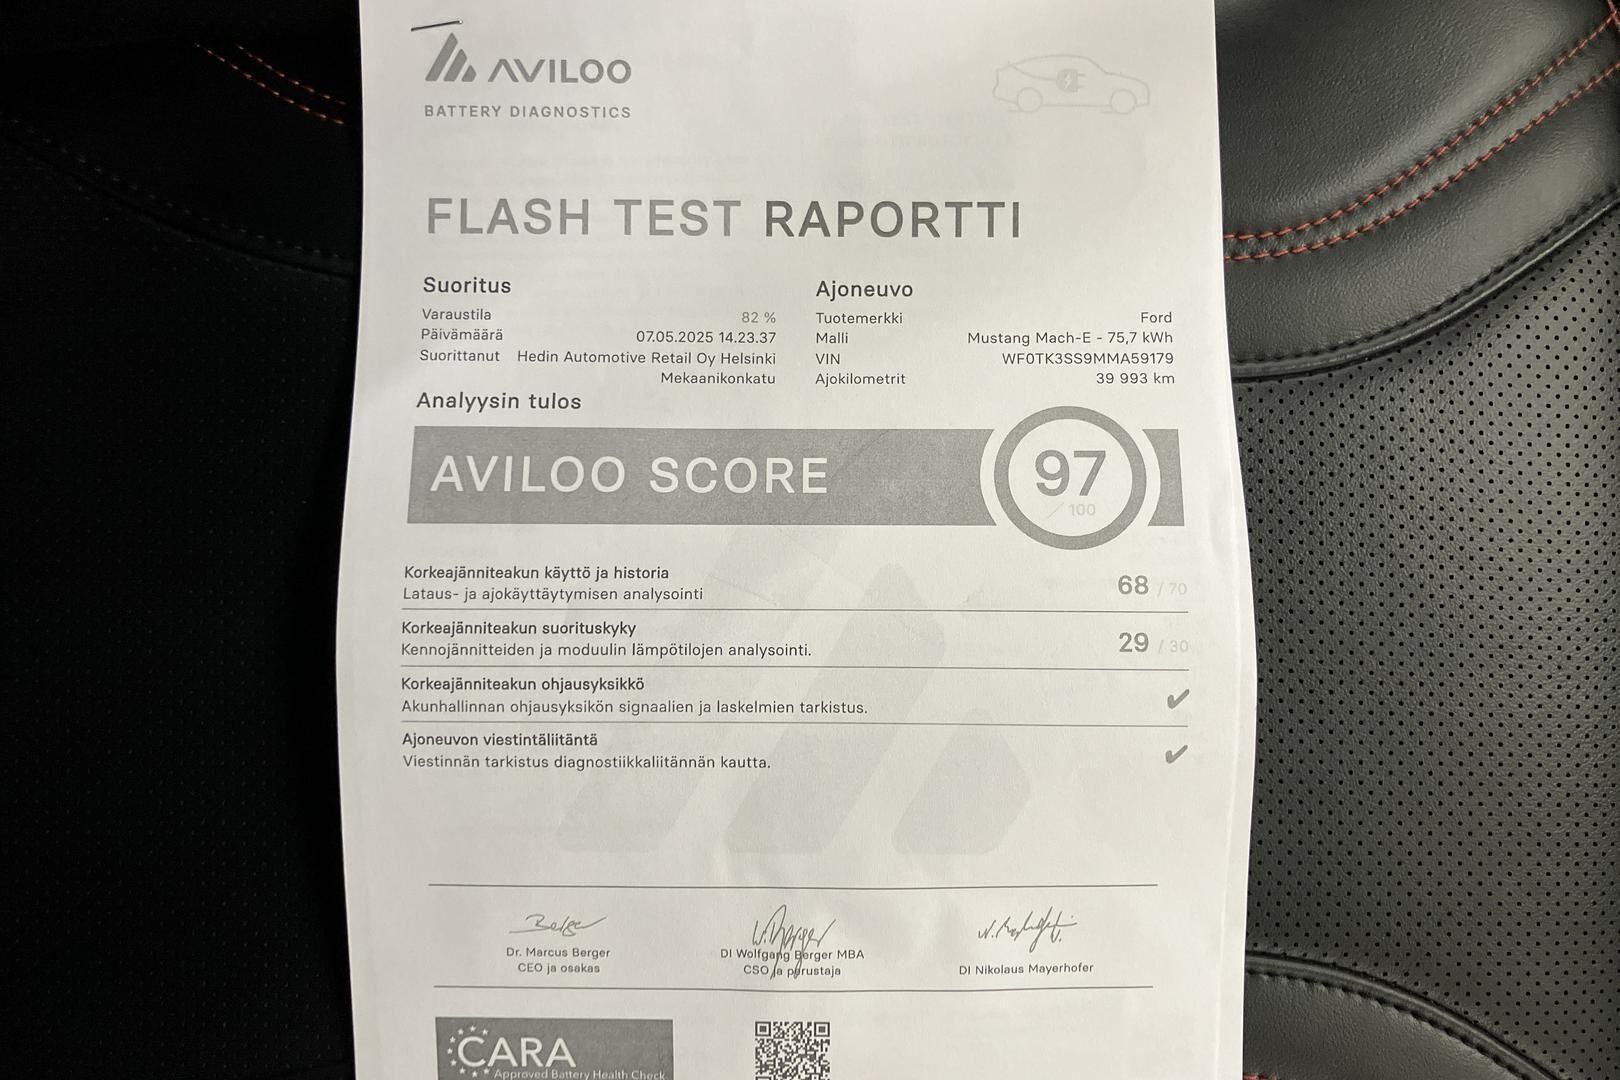 AVILOO
BATTERY DIAGNOSTICS
FLASH TEST RAPORTTI
Suoritus
Varaustila 82 %
Päivämäärä 07.05.2025 14.23.37
Suorittanut Hedin Automotive Retail Oy Helsinki
Mekaanikonkatu
Ajoneuvo
Tuotemerkki Ford
Malli Mustang Mach-E - 75,7 kWh
VIN WF0TK3SS9MMA59179
Ajokilometrit 39 993 km
Analyysin tulos
AVILOO SCORE 97 / 100
Korkeajänniteakun käyttö ja historia
Lataus- ja ajokäyttäytymisen analysointi 68 / 70
Korkeajänniteakun suorituskyky
Kennojännitteiden ja moduulin lämpötilojen analysointi. 29 / 30
Korkeajänniteakun ohjausyksikkö
Akunhallinnan ohjausyksikön signaalien ja laskelmien tarkistus. ✔
Ajoneuvon viestintäliitäntä
Viestinnän tarkistus diagnostiikkaliitännän kautta. ✔
Dr. Marcus Berger
CEO ja osakas
DI Wolfgang Berger MBA
CSO ja perustaja
DI Nikolaus Mayerhofer
CARA
Approved Battery Health Check